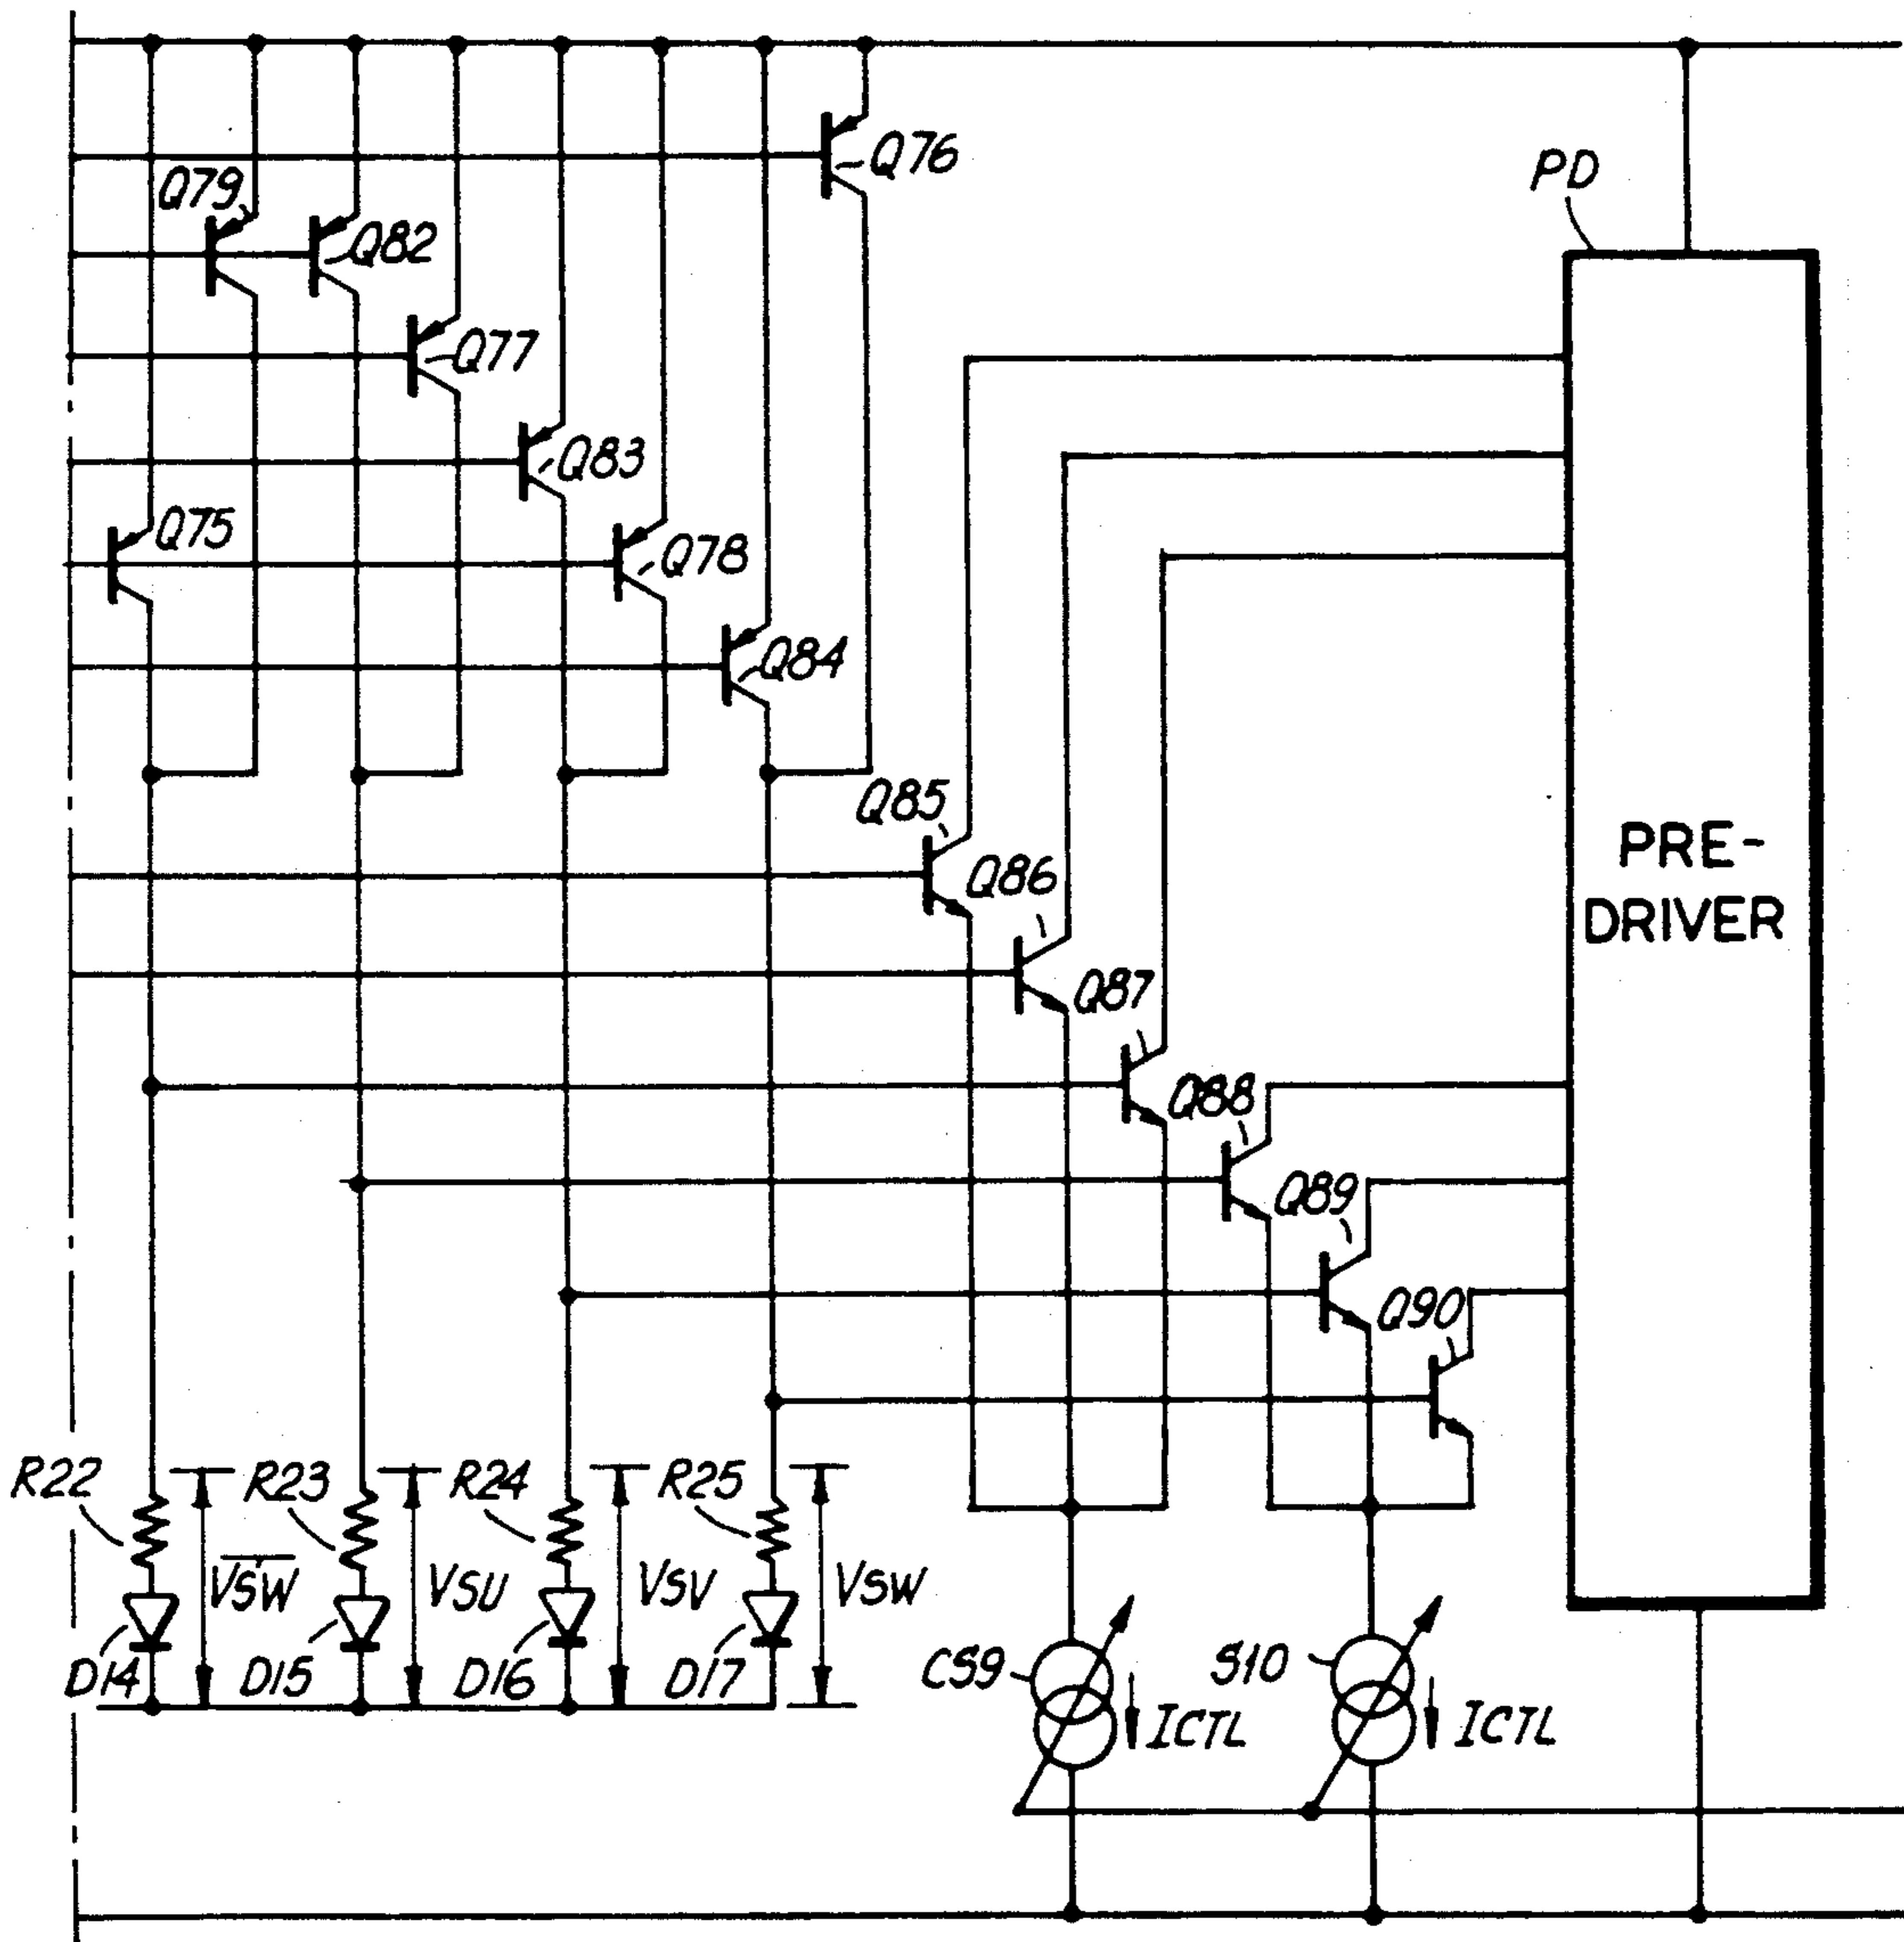 Q76
PD
Q79
Q82
Q77
Q83
Q75
Q78
Q84
Q85
Q86
PRE-
DRIVER
Q87
Q88
Q89
Q90
R22
R23
R24
R25
V̅S̅W̅
VSU
VSV
VSW
D14
D15
D16
D17
CS9
S10
ICTL
ICTL